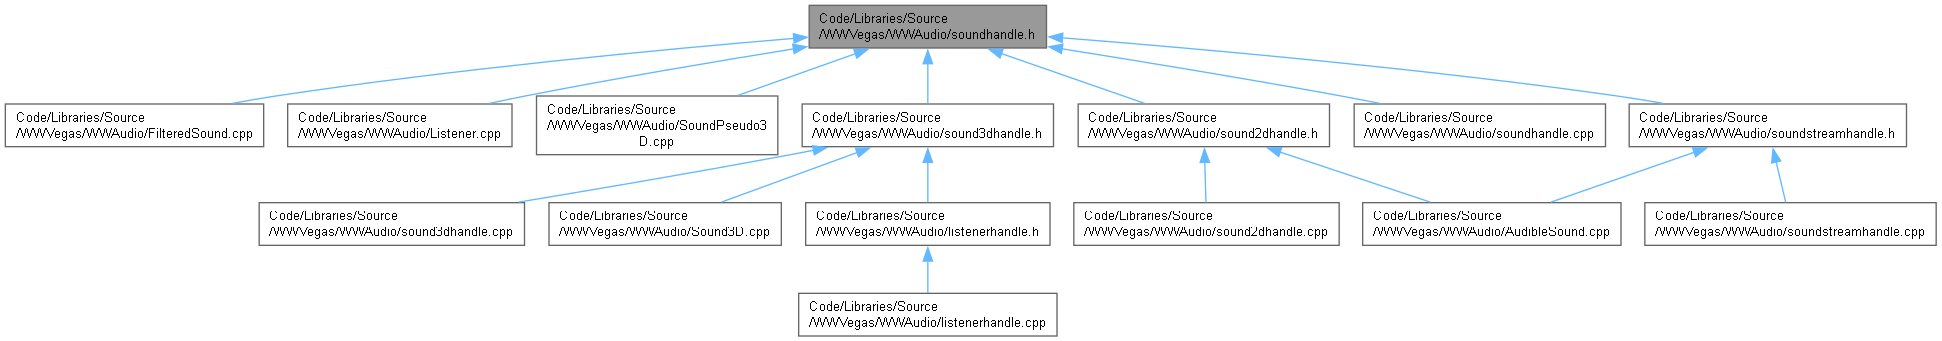 Code/Libraries/Source
/WWVegas/WWAudio/soundhandle.h
Code/Libraries/Source
/WWVegas/WWAudio/FilteredSound.cpp
Code/Libraries/Source
/WWVegas/WWAudio/Listener.cpp
Code/Libraries/Source
/WWVegas/WWAudio/SoundPseudo3
D.cpp
Code/Libraries/Source
/WWVegas/WWAudio/sound3dhandle.h
Code/Libraries/Source
/WWVegas/WWAudio/sound2dhandle.h
Code/Libraries/Source
/WWVegas/WWAudio/soundhandle.cpp
Code/Libraries/Source
/WWVegas/WWAudio/soundstreamhandle.h
Code/Libraries/Source
/WWVegas/WWAudio/sound3dhandle.cpp
Code/Libraries/Source
/WWVegas/WWAudio/Sound3D.cpp
Code/Libraries/Source
/WWVegas/WWAudio/listenerhandle.h
Code/Libraries/Source
/WWVegas/WWAudio/sound2dhandle.cpp
Code/Libraries/Source
/WWVegas/WWAudio/AudibleSound.cpp
Code/Libraries/Source
/WWVegas/WWAudio/soundstreamhandle.cpp
Code/Libraries/Source
/WWVegas/WWAudio/listenerhandle.cpp